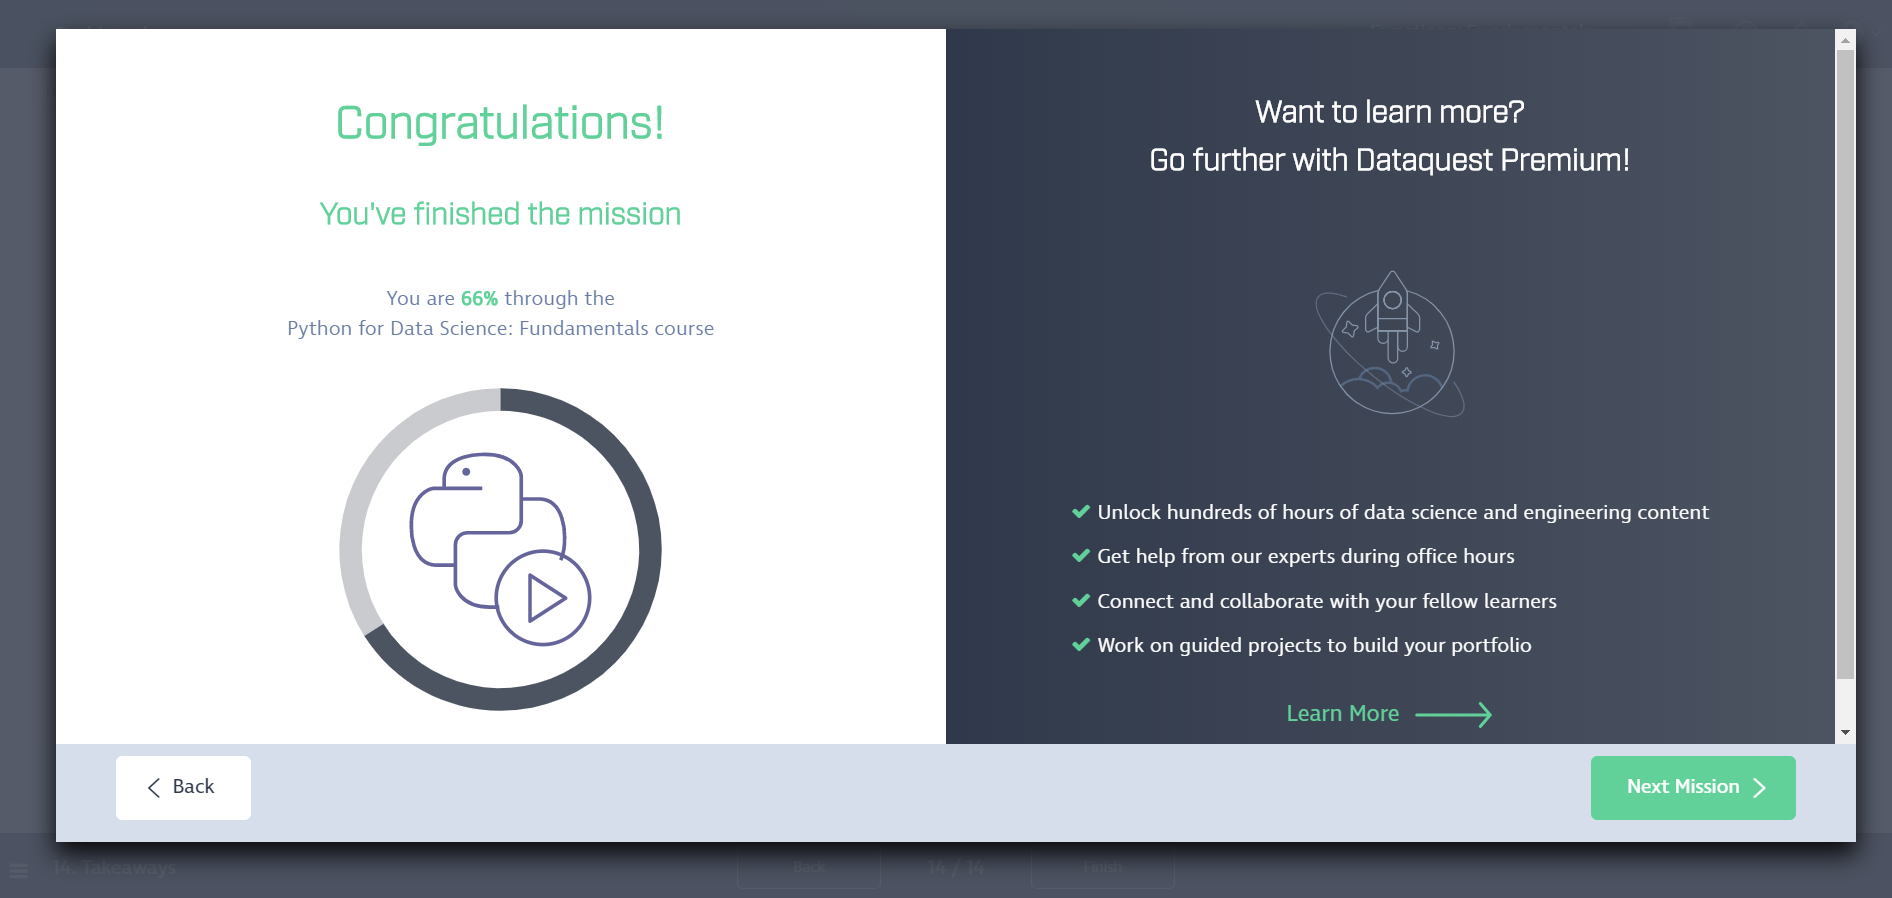 Congratulations!
You've finished the mission
You are 66% through the
Python for Data Science: Fundamentals course
Want to learn more?
Go further with Dataquest Premium!
Unlock hundreds of hours of data science and engineering content
Get help from our experts during office hours
Connect and collaborate with your fellow learners
Work on guided projects to build your portfolio
Learn More
Back
Next Mission
14. Takeaways
Back
14 / 14
Finish